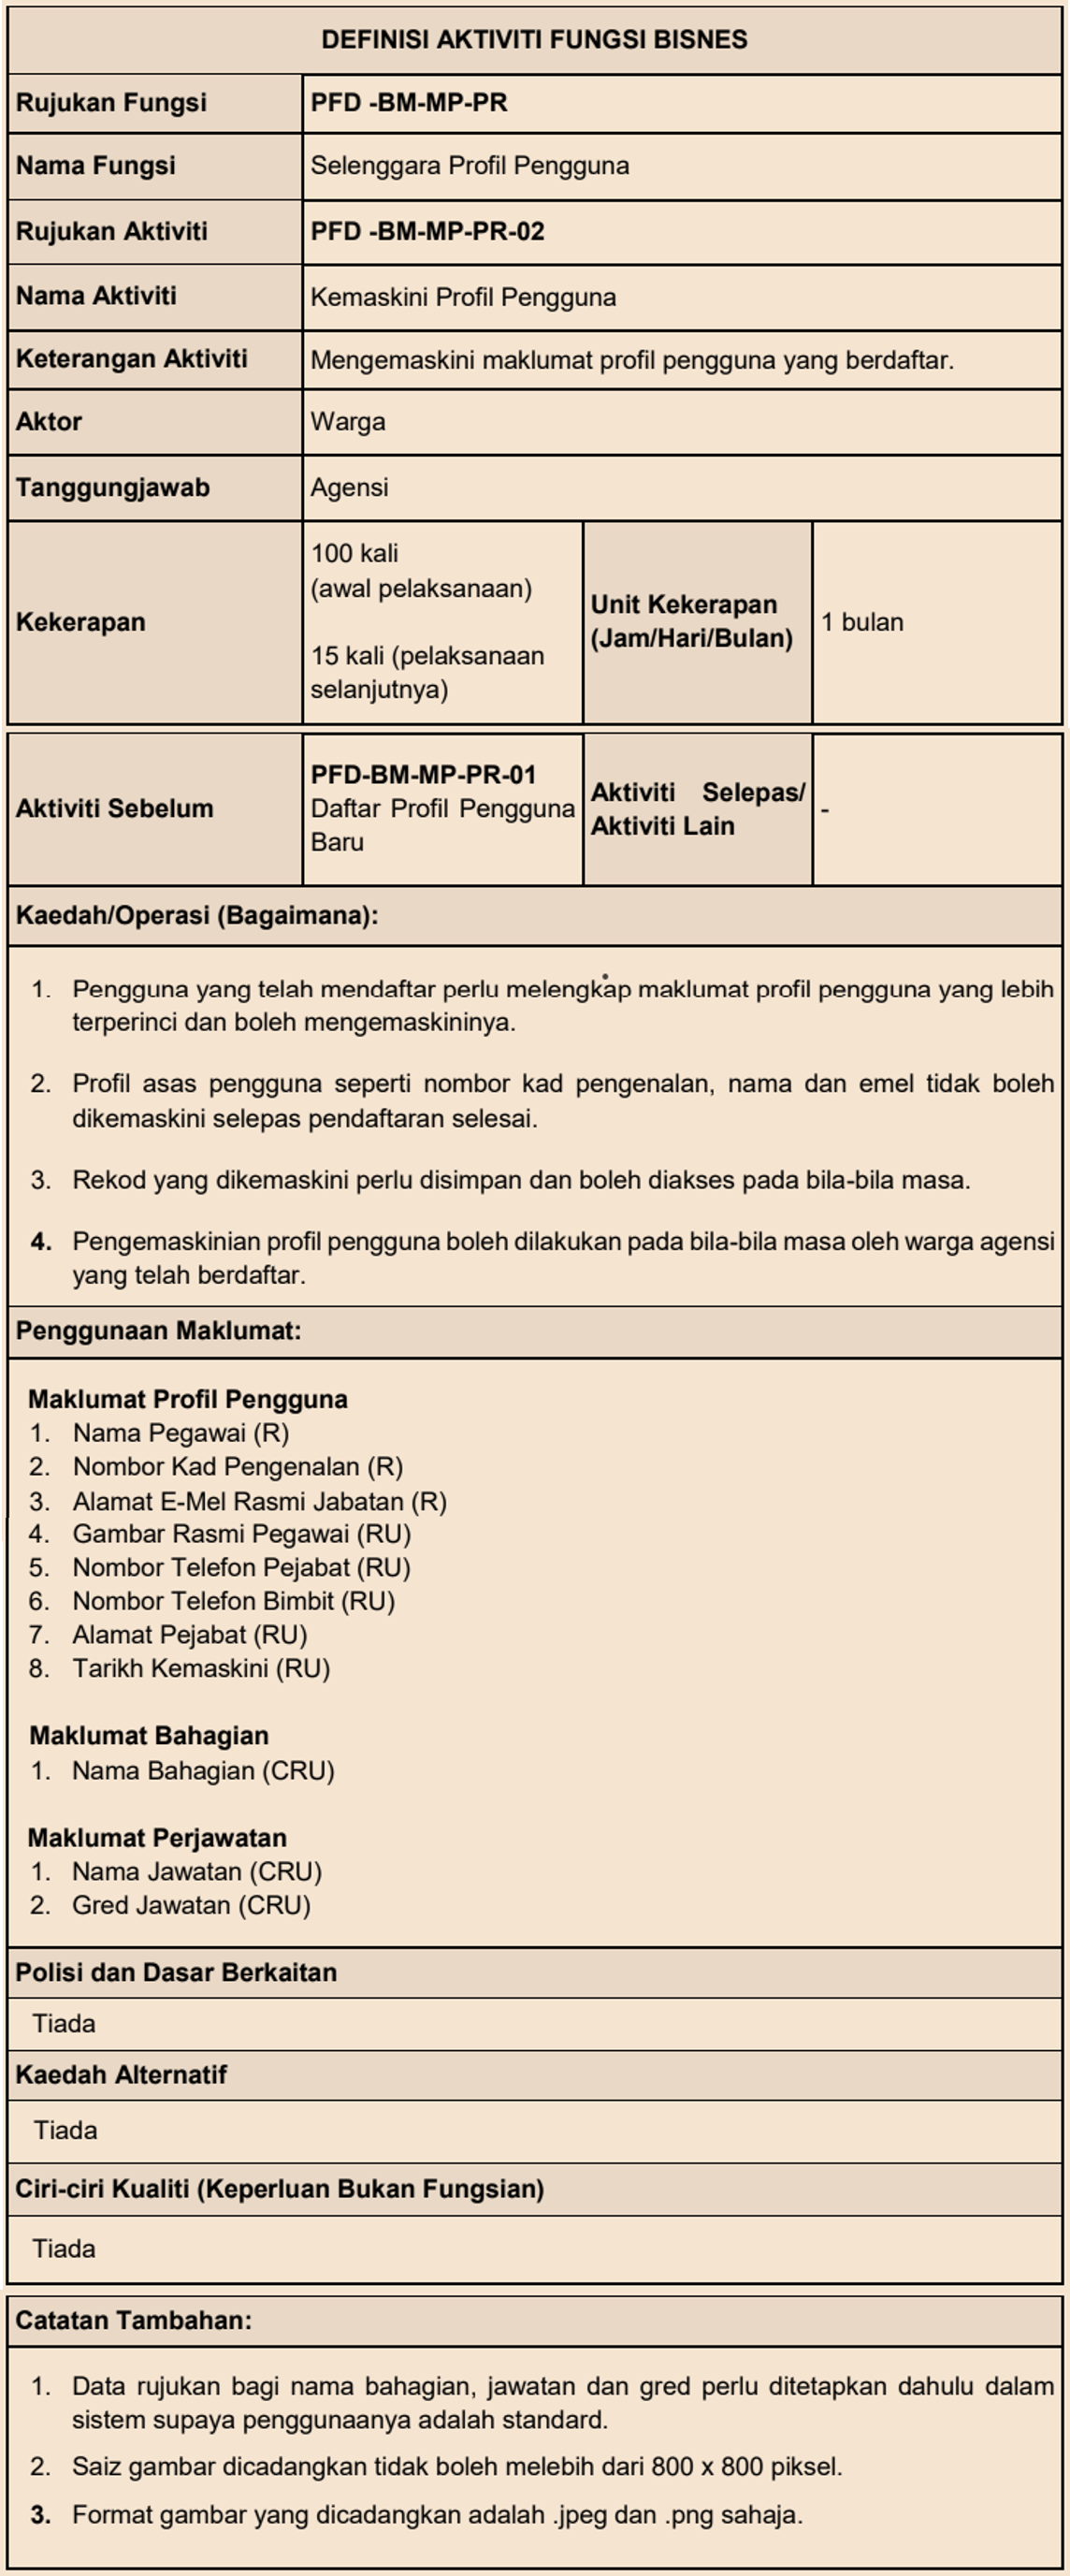 DEFINISI AKTIVITI FUNGSI BISNES
Rujukan Fungsi
PFD -BM-MP-PR
Nama Fungsi
Selenggara Profil Pengguna
Rujukan Aktiviti
PFD -BM-MP-PR-02
Nama Aktiviti
Kemaskini Profil Pengguna
Keterangan Aktiviti
Mengemaskini maklumat profil pengguna yang berdaftar.
Aktor
Warga
Tanggungjawab
Agensi
Kekerapan
100 kali
(awal pelaksanaan)
15 kali (pelaksanaan
selanjutnya)
Unit Kekerapan
(Jam/Hari/Bulan)
1 bulan
Aktiviti Sebelum
PFD-BM-MP-PR-01
Daftar Profil Pengguna
Baru
Aktiviti Selepas/
Aktiviti Lain
-
Kaedah/Operasi (Bagaimana):
1. Pengguna yang telah mendaftar perlu melengkap maklumat profil pengguna yang lebih
terperinci dan boleh mengemaskininya.
2. Profil asas pengguna seperti nombor kad pengenalan, nama dan emel tidak boleh
dikemaskini selepas pendaftaran selesai.
3. Rekod yang dikemaskini perlu disimpan dan boleh diakses pada bila-bila masa.
4. Pengemaskinian profil pengguna boleh dilakukan pada bila-bila masa oleh warga agensi
yang telah berdaftar.
Penggunaan Maklumat:
Maklumat Profil Pengguna
1. Nama Pegawai (R)
2. Nombor Kad Pengenalan (R)
3. Alamat E-Mel Rasmi Jabatan (R)
4. Gambar Rasmi Pegawai (RU)
5. Nombor Telefon Pejabat (RU)
6. Nombor Telefon Bimbit (RU)
7. Alamat Pejabat (RU)
8. Tarikh Kemaskini (RU)
Maklumat Bahagian
1. Nama Bahagian (CRU)
Maklumat Perjawatan
1. Nama Jawatan (CRU)
2. Gred Jawatan (CRU)
Polisi dan Dasar Berkaitan
Tiada
Kaedah Alternatif
Tiada
Ciri-ciri Kualiti (Keperluan Bukan Fungsian)
Tiada
Catatan Tambahan:
1. Data rujukan bagi nama bahagian, jawatan dan gred perlu ditetapkan dahulu dalam
sistem supaya penggunaanya adalah standard.
2. Saiz gambar dicadangkan tidak boleh melebih dari 800 x 800 piksel.
3. Format gambar yang dicadangkan adalah .jpeg dan .png sahaja.